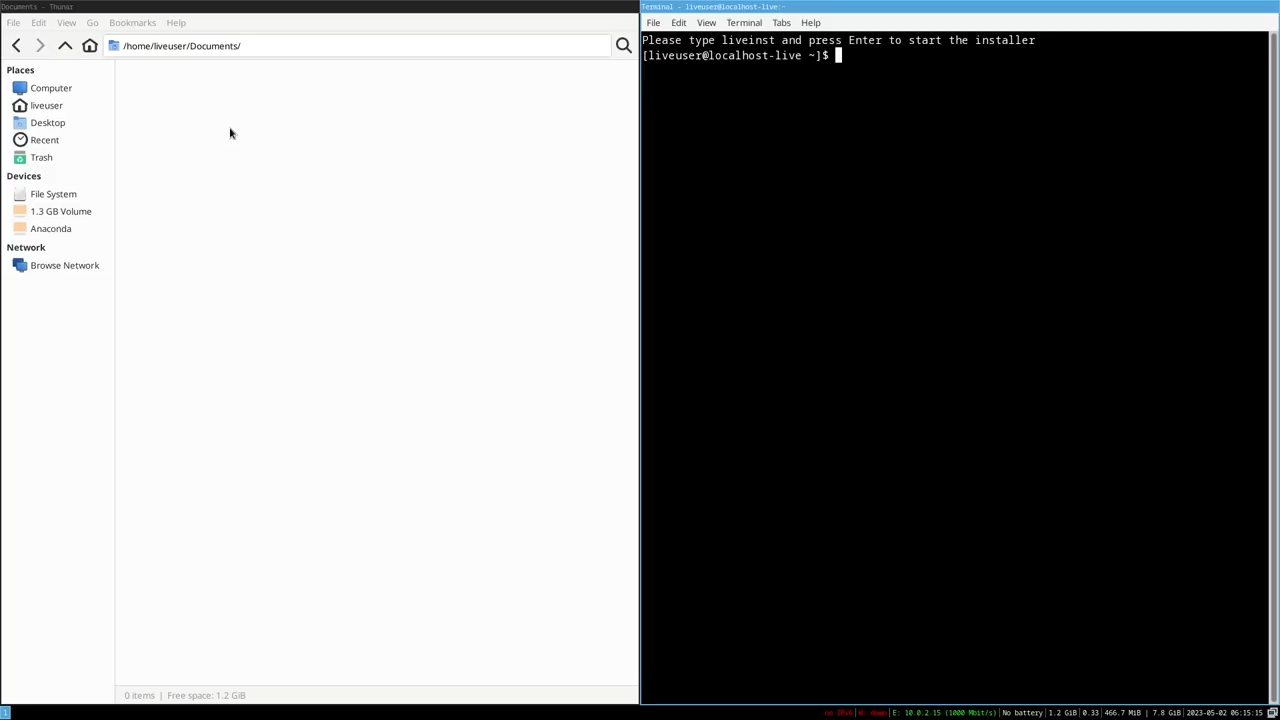 Documents - Thunar
File Edit View Go Bookmarks Help
/home/liveuser/Documents/
Places
Computer
liveuser
Desktop
Recent
Trash
Devices
File System
1.3 GB Volume
Anaconda
Network
Browse Network
0 items | Free space: 1.2 GiB
Terminal - liveuser@localhost-live:~
File Edit View Terminal Tabs Help
Please type liveinst and press Enter to start the installer
[liveuser@localhost-live ~]$
1
no IPv6 | W: down | E: 10.0.2.15 (1000 Mbit/s) | No battery | 1.2 GiB | 0.33 | 466.7 MiB | 7.8 GiB | 2023-05-02 06:15:15